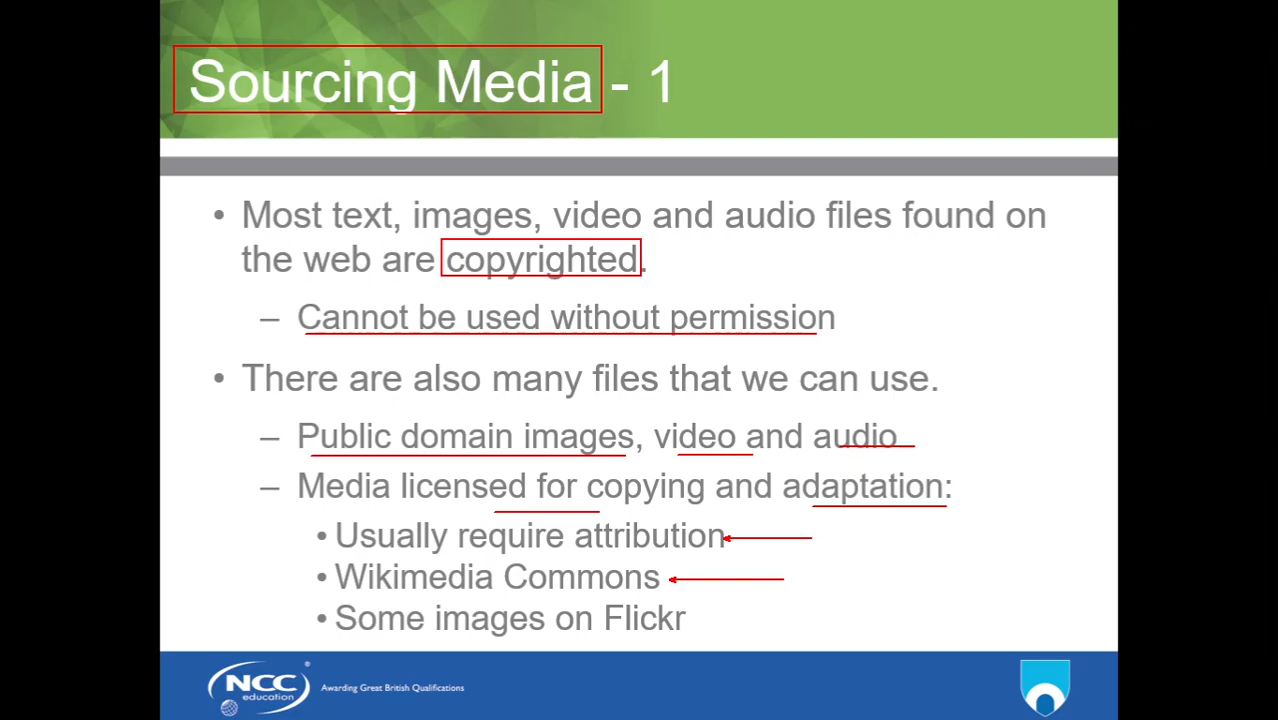 Sourcing Media - 1
• Most text, images, video and audio files found on
the web are copyrighted.
– Cannot be used without permission
• There are also many files that we can use.
– Public domain images, video and audio
– Media licensed for copying and adaptation:
• Usually require attribution
• Wikimedia Commons
• Some images on Flickr
NCC
education
®
Awarding Great British Qualifications